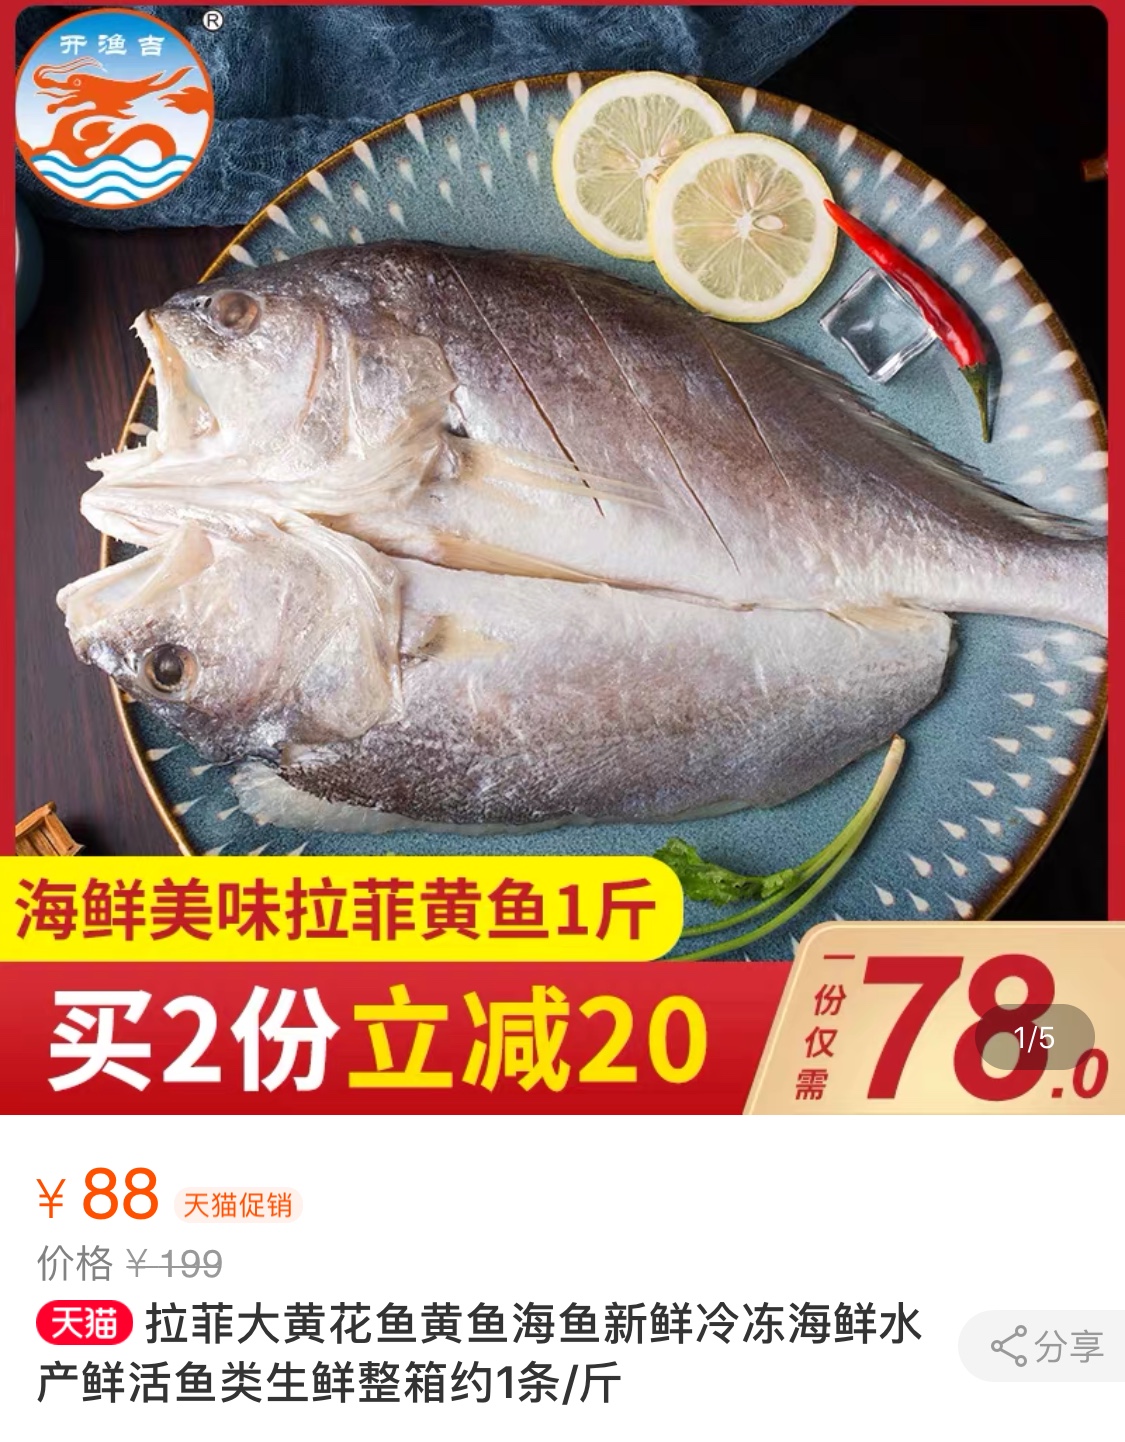 开渔吉
®
海鲜美味拉菲黄鱼1斤
买2份立减20
一份仅需
78.0
1/5
¥ 88 天猫促销
价格 ¥ 199
天猫 拉菲大黄花鱼黄鱼海鱼新鲜冷冻海鲜水
产鲜活鱼类生鲜整箱约1条/斤
分享